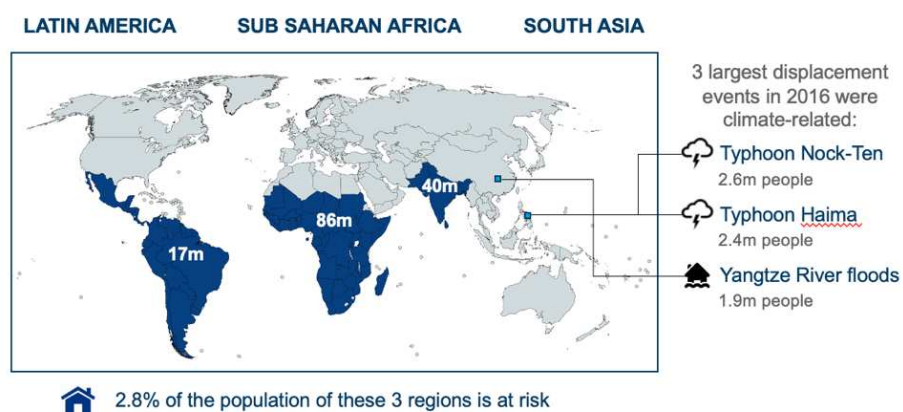 LATIN AMERICA SUB SAHARAN AFRICA SOUTH ASIA
17m
86m
40m
3 largest displacement
events in 2016 were
climate-related:
Typhoon Nock-Ten
2.6m people
Typhoon Haima
2.4m people
Yangtze River floods
1.9m people
2.8% of the population of these 3 regions is at risk